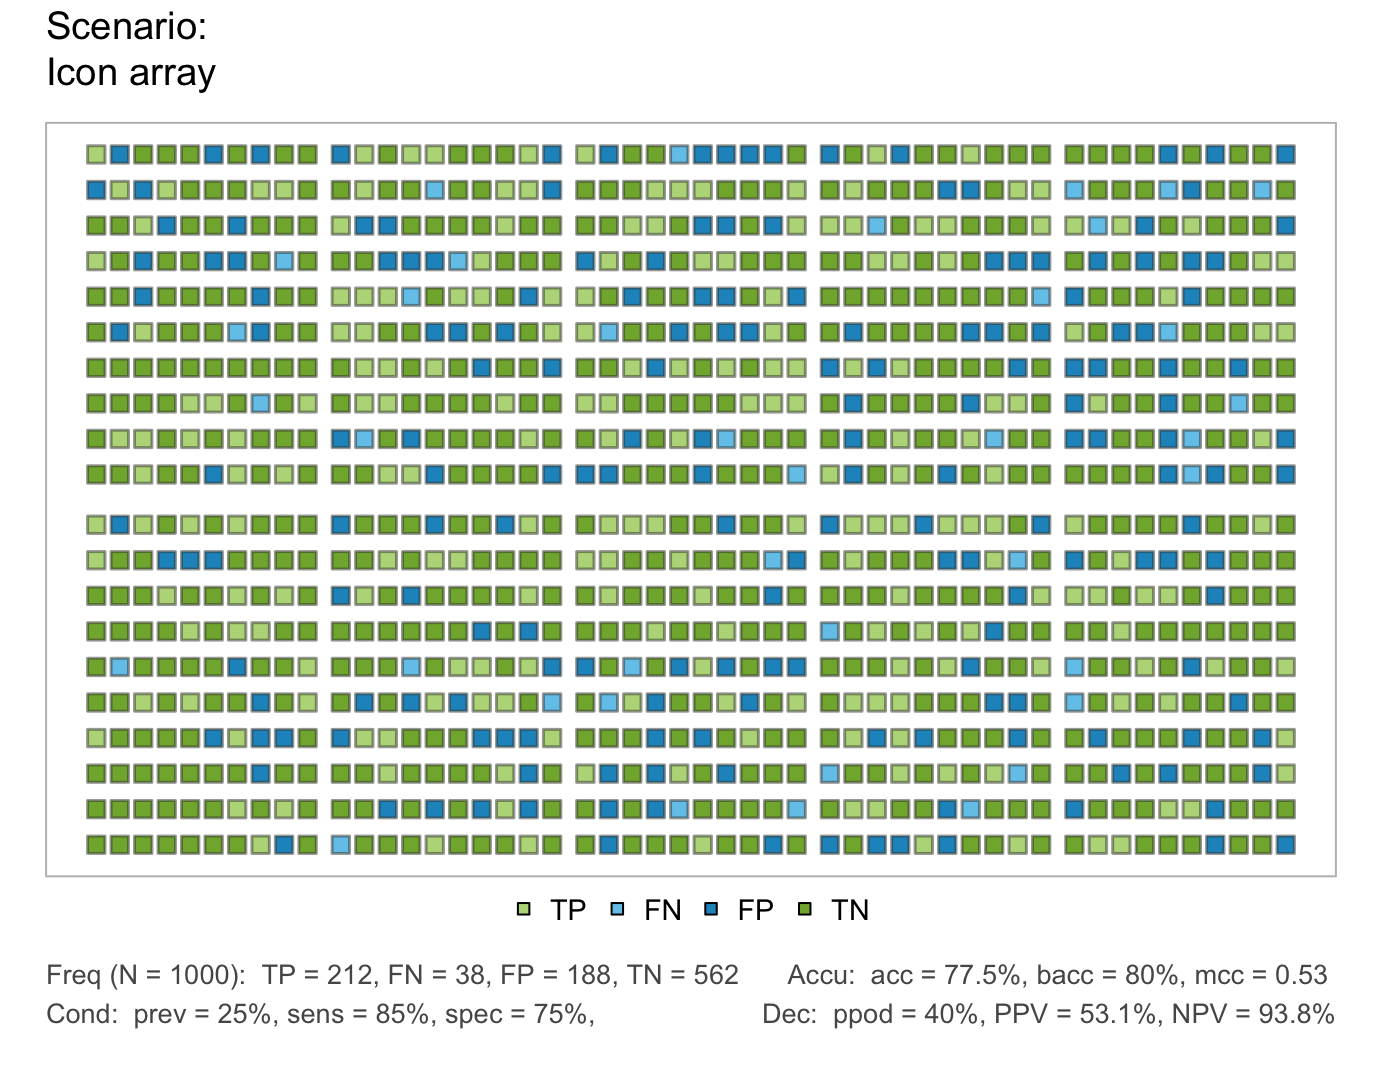 Scenario:
Icon array
TP FN FP TN
Freq (N = 1000):  TP = 212, FN = 38, FP = 188, TN = 562 Accu:  acc = 77.5%, bacc = 80%, mcc = 0.53
Cond:  prev = 25%, sens = 85%, spec = 75%, Dec:  ppod = 40%, PPV = 53.1%, NPV = 93.8%